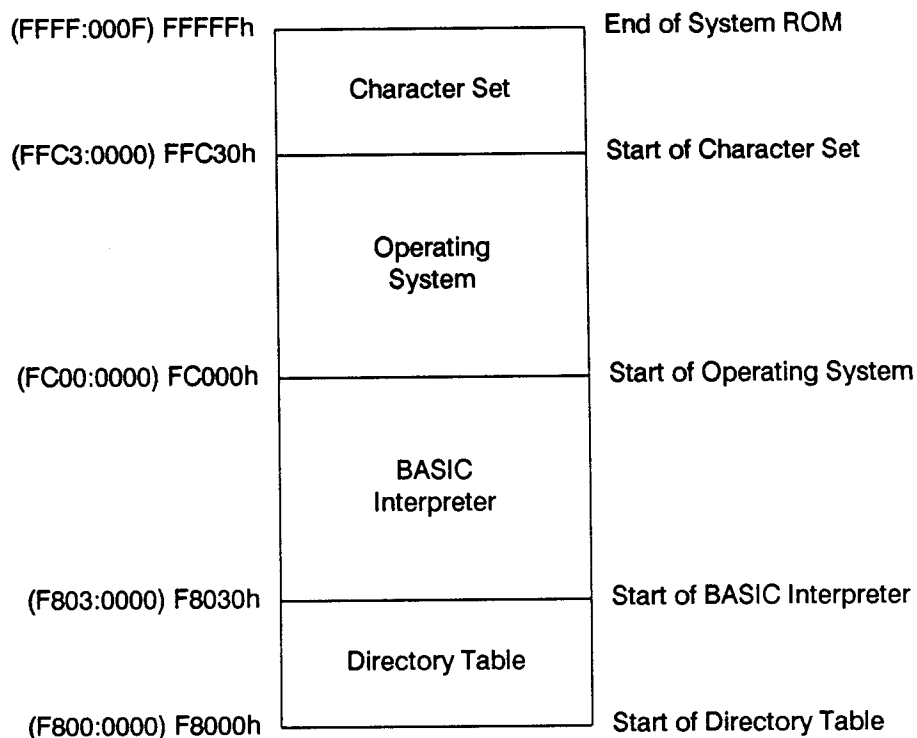 (FFFF:000F) FFFFFh
End of System ROM
Character Set
(FFC3:0000) FFC30h
Start of Character Set
Operating
System
(FC00:0000) FC000h
Start of Operating System
BASIC
Interpreter
(F803:0000) F8030h
Start of BASIC Interpreter
Directory Table
(F800:0000) F8000h
Start of Directory Table